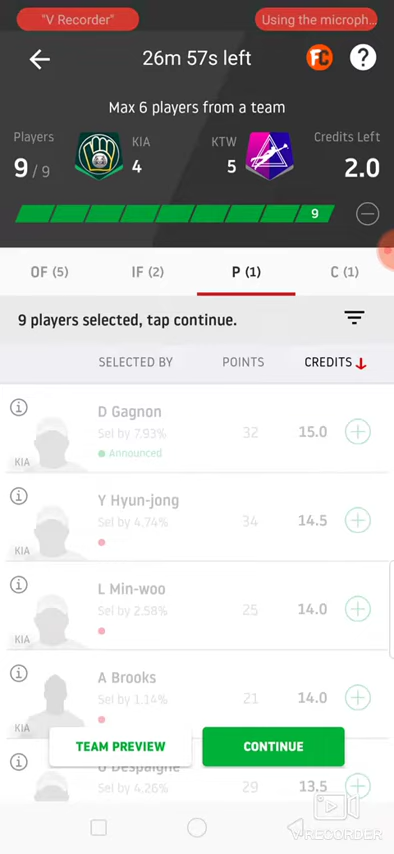 "V Recorder"
Using the microph...
26m 57s left
FC
?
Max 6 players from a team
Players
KIA
KTW
Credits Left
9 / 9
4
5
2.0
9
OF (5)
IF (2)
P (1)
C (1)
9 players selected, tap continue.
SELECTED BY
POINTS
CREDITS
D Gagnon
Sel by 7.93%
32
15.0
Announced
KIA
Y Hyun-jong
Sel by 4.74%
34
14.5
KIA
L Min-woo
Sel by 2.58%
25
14.0
KIA
A Brooks
Sel by 1.14%
21
14.0
KIA
TEAM PREVIEW
CONTINUE
O Despaigne
Sel by 4.26%
29
13.5
VRECORDER